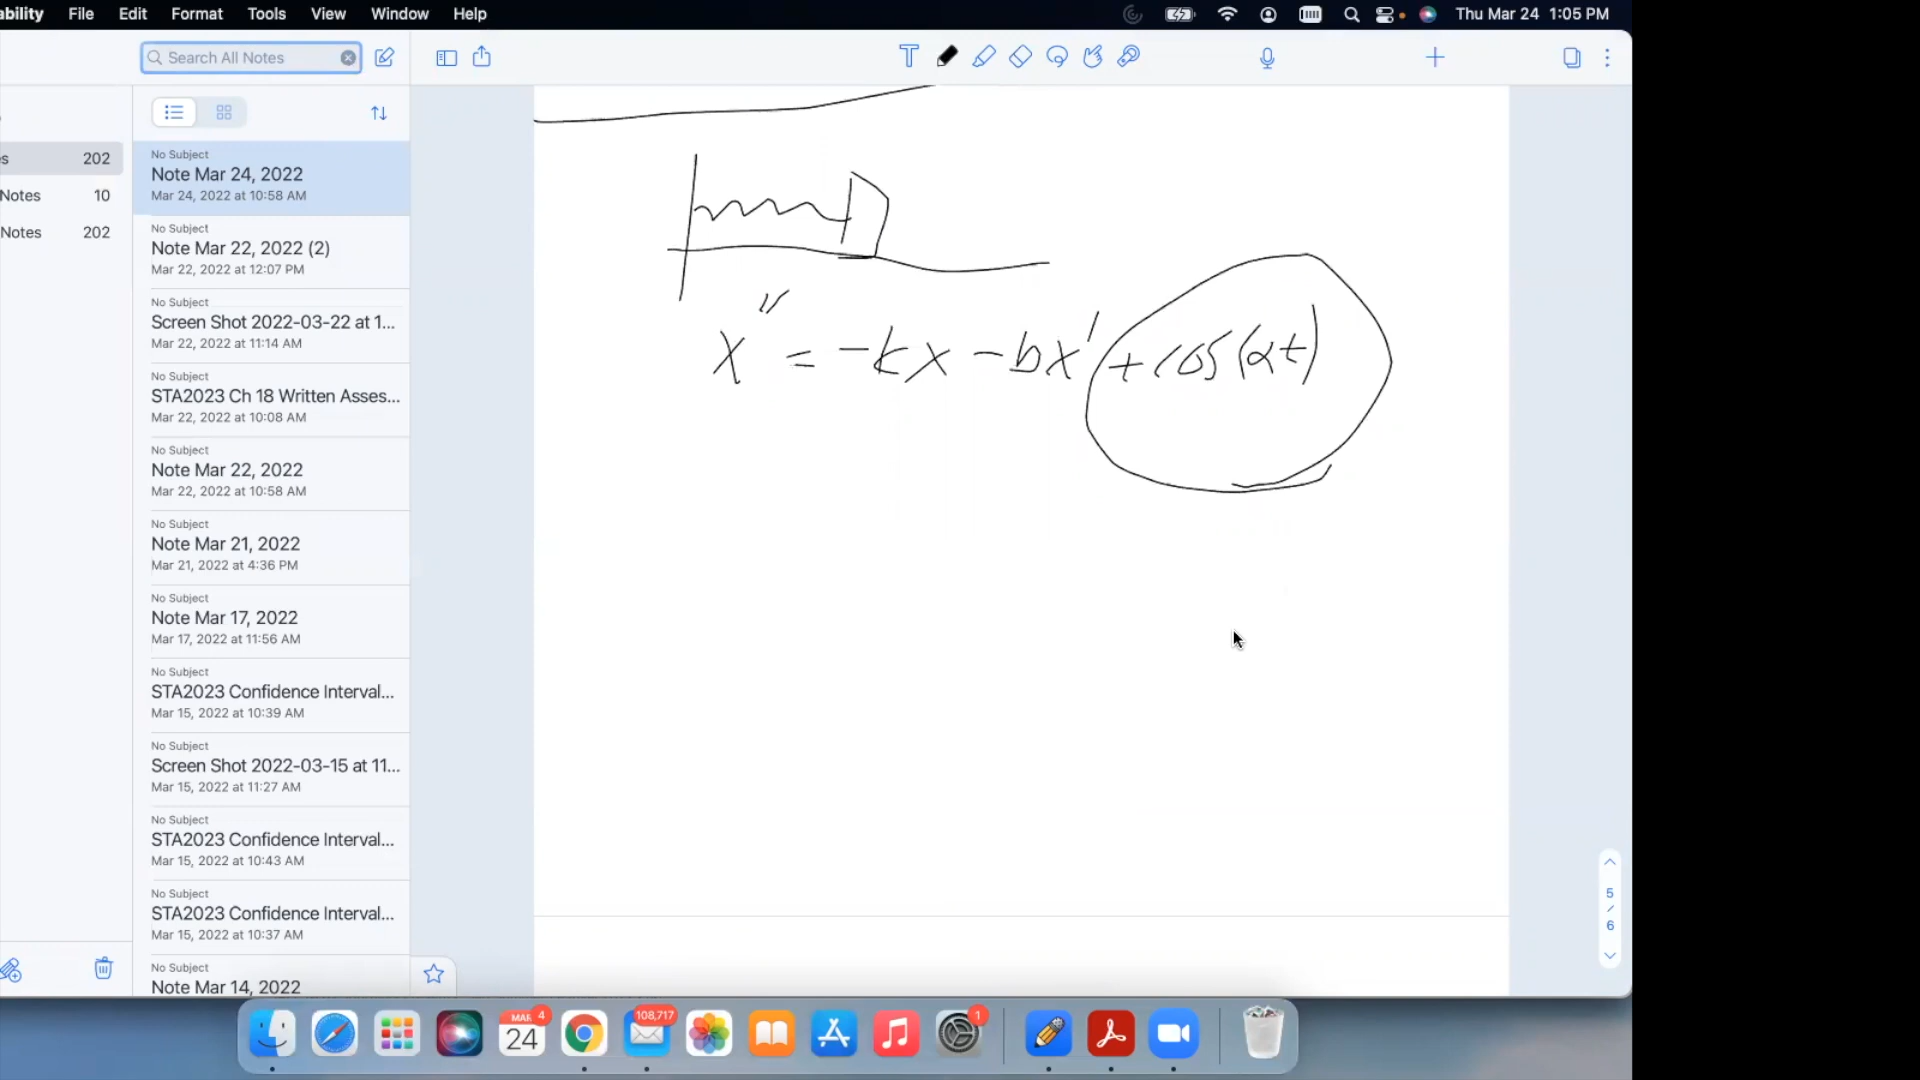 ability File Edit Format Tools View Window Help Thu Mar 24 1:05 PM
Search All Notes
No Subject
Note Mar 24, 2022
Mar 24, 2022 at 10:58 AM
s 202
Notes 10
Notes 202
No Subject
Note Mar 22, 2022 (2)
Mar 22, 2022 at 12:07 PM
No Subject
Screen Shot 2022-03-22 at 1...
Mar 22, 2022 at 11:14 AM
No Subject
STA2023 Ch 18 Written Asses...
Mar 22, 2022 at 10:08 AM
No Subject
Note Mar 22, 2022
Mar 22, 2022 at 10:58 AM
No Subject
Note Mar 21, 2022
Mar 21, 2022 at 4:36 PM
No Subject
Note Mar 17, 2022
Mar 17, 2022 at 11:56 AM
No Subject
STA2023 Confidence Interval...
Mar 15, 2022 at 10:39 AM
No Subject
Screen Shot 2022-03-15 at 11...
Mar 15, 2022 at 11:27 AM
No Subject
STA2023 Confidence Interval...
Mar 15, 2022 at 10:43 AM
No Subject
STA2023 Confidence Interval...
Mar 15, 2022 at 10:37 AM
No Subject
Note Mar 14, 2022
x'' = -kx - bx' + cos(αt)
5
/
6
MAR 4
24
108,717
1